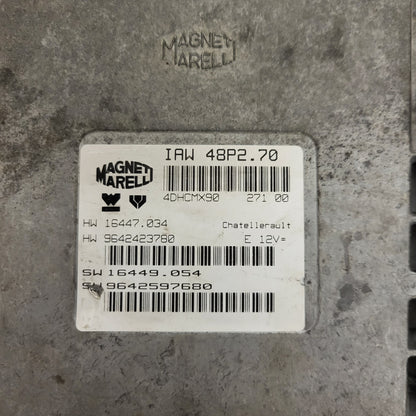 MAGNETI
MARELLI
IAW 48P2.70
MAGNETI
MARELLI
4DHCMX90 271 00
HW 16447.034 Chatellerault
HW 9642423780 E 12V=
SW 16449.054
SW 9642597680